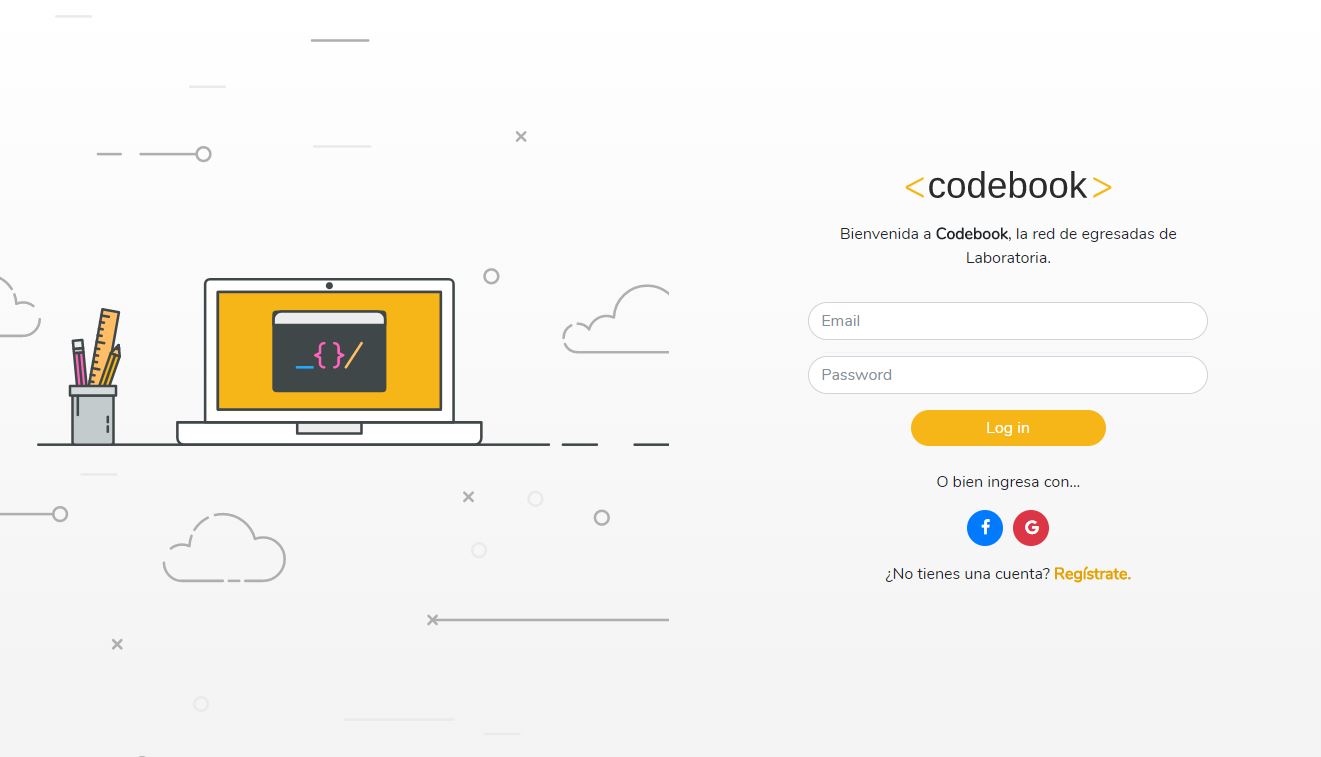 _{}/
<codebook>
Bienvenida a Codebook, la red de egresadas de
Laboratoria.
Email
Password
Log in
O bien ingresa con...
f G
¿No tienes una cuenta? Regístrate.